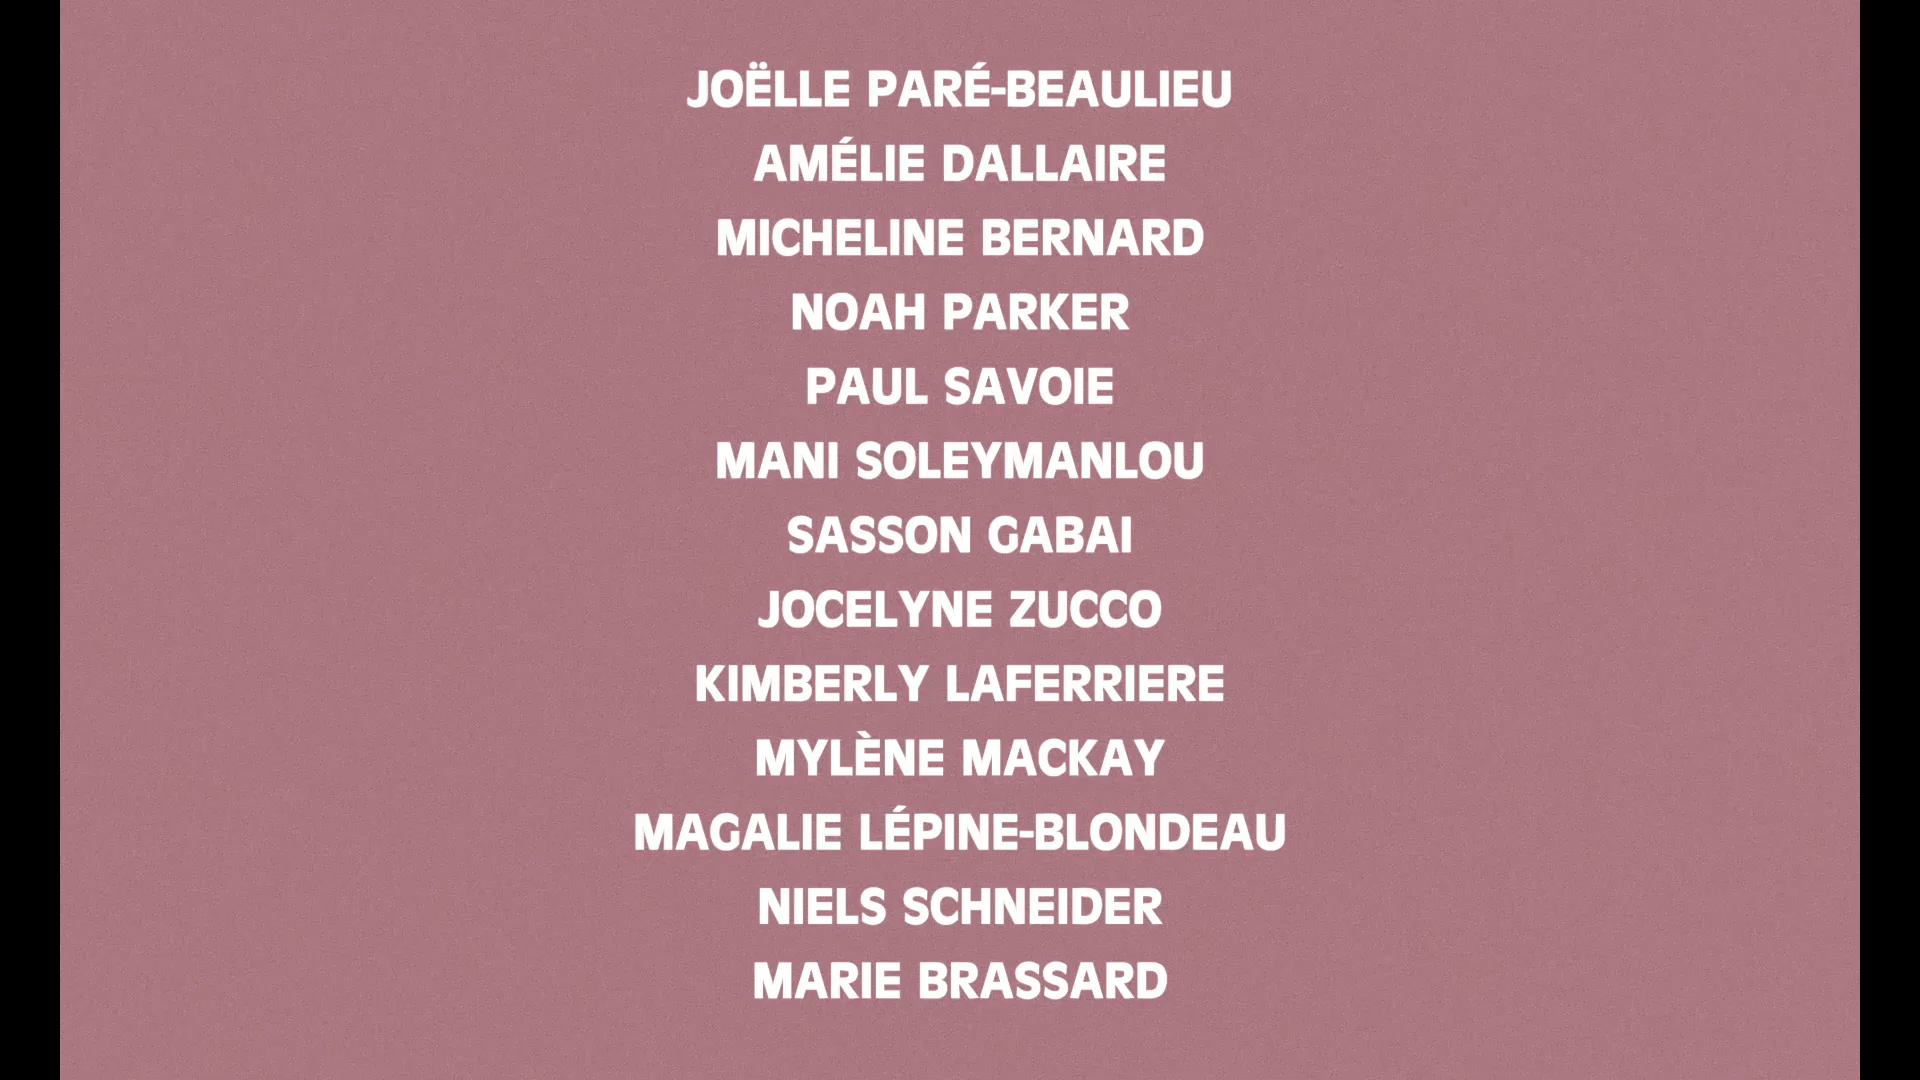 JOËLLE PARÉ-BEAULIEU
AMÉLIE DALLAIRE
MICHELINE BERNARD
NOAH PARKER
PAUL SAVOIE
MANI SOLEYMANLOU
SASSON GABAI
JOCELYNE ZUCCO
KIMBERLY LAFERRIERE
MYLÈNE MACKAY
MAGALIE LÉPINE-BLONDEAU
NIELS SCHNEIDER
MARIE BRASSARD